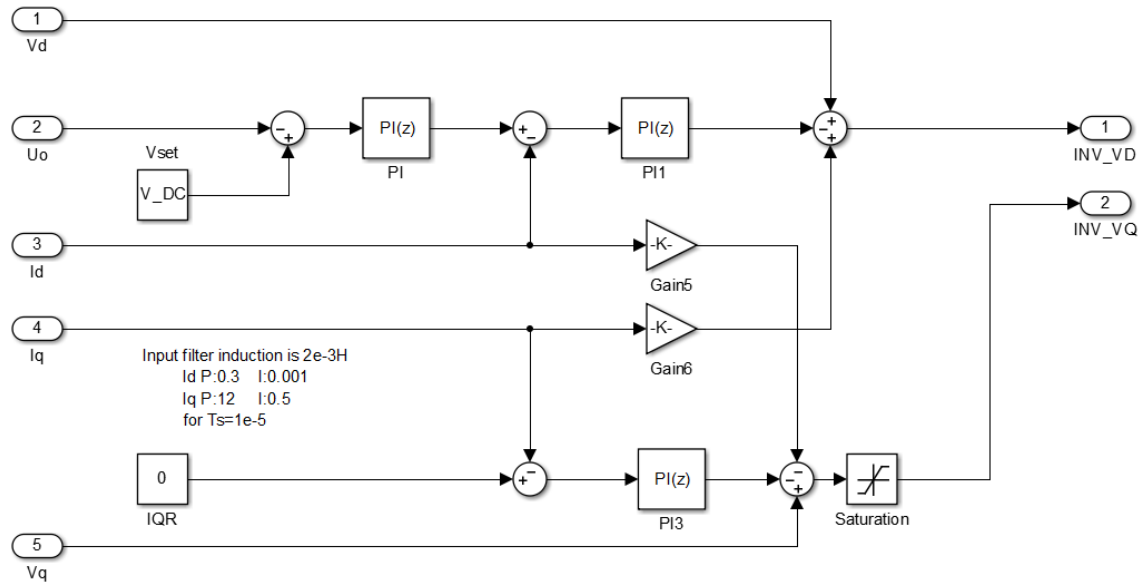 1
Vd
2
Uo
Vset
V_DC
-
+
PI(z)
PI
+
-
PI(z)
PI1
+
-
+
1
INV_VD
2
INV_VQ
3
Id
-K-
Gain5
4
Iq
-K-
Gain6
Input filter induction is 2e-3H
Id P:0.3 I:0.001
Iq P:12 I:0.5
for Ts=1e-5
0
IQR
-
+
PI(z)
PI3
-
-
+
Saturation
5
Vq